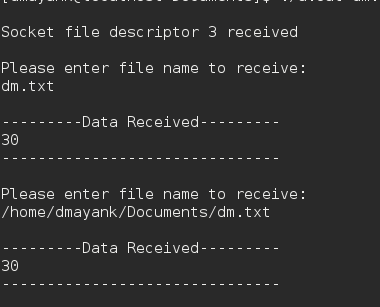 Socket file descriptor 3 received
Please enter file name to receive:
dm.txt
---------Data Received---------
30
-------------------------------
Please enter file name to receive:
/home/dmayank/Documents/dm.txt
---------Data Received---------
30
-------------------------------